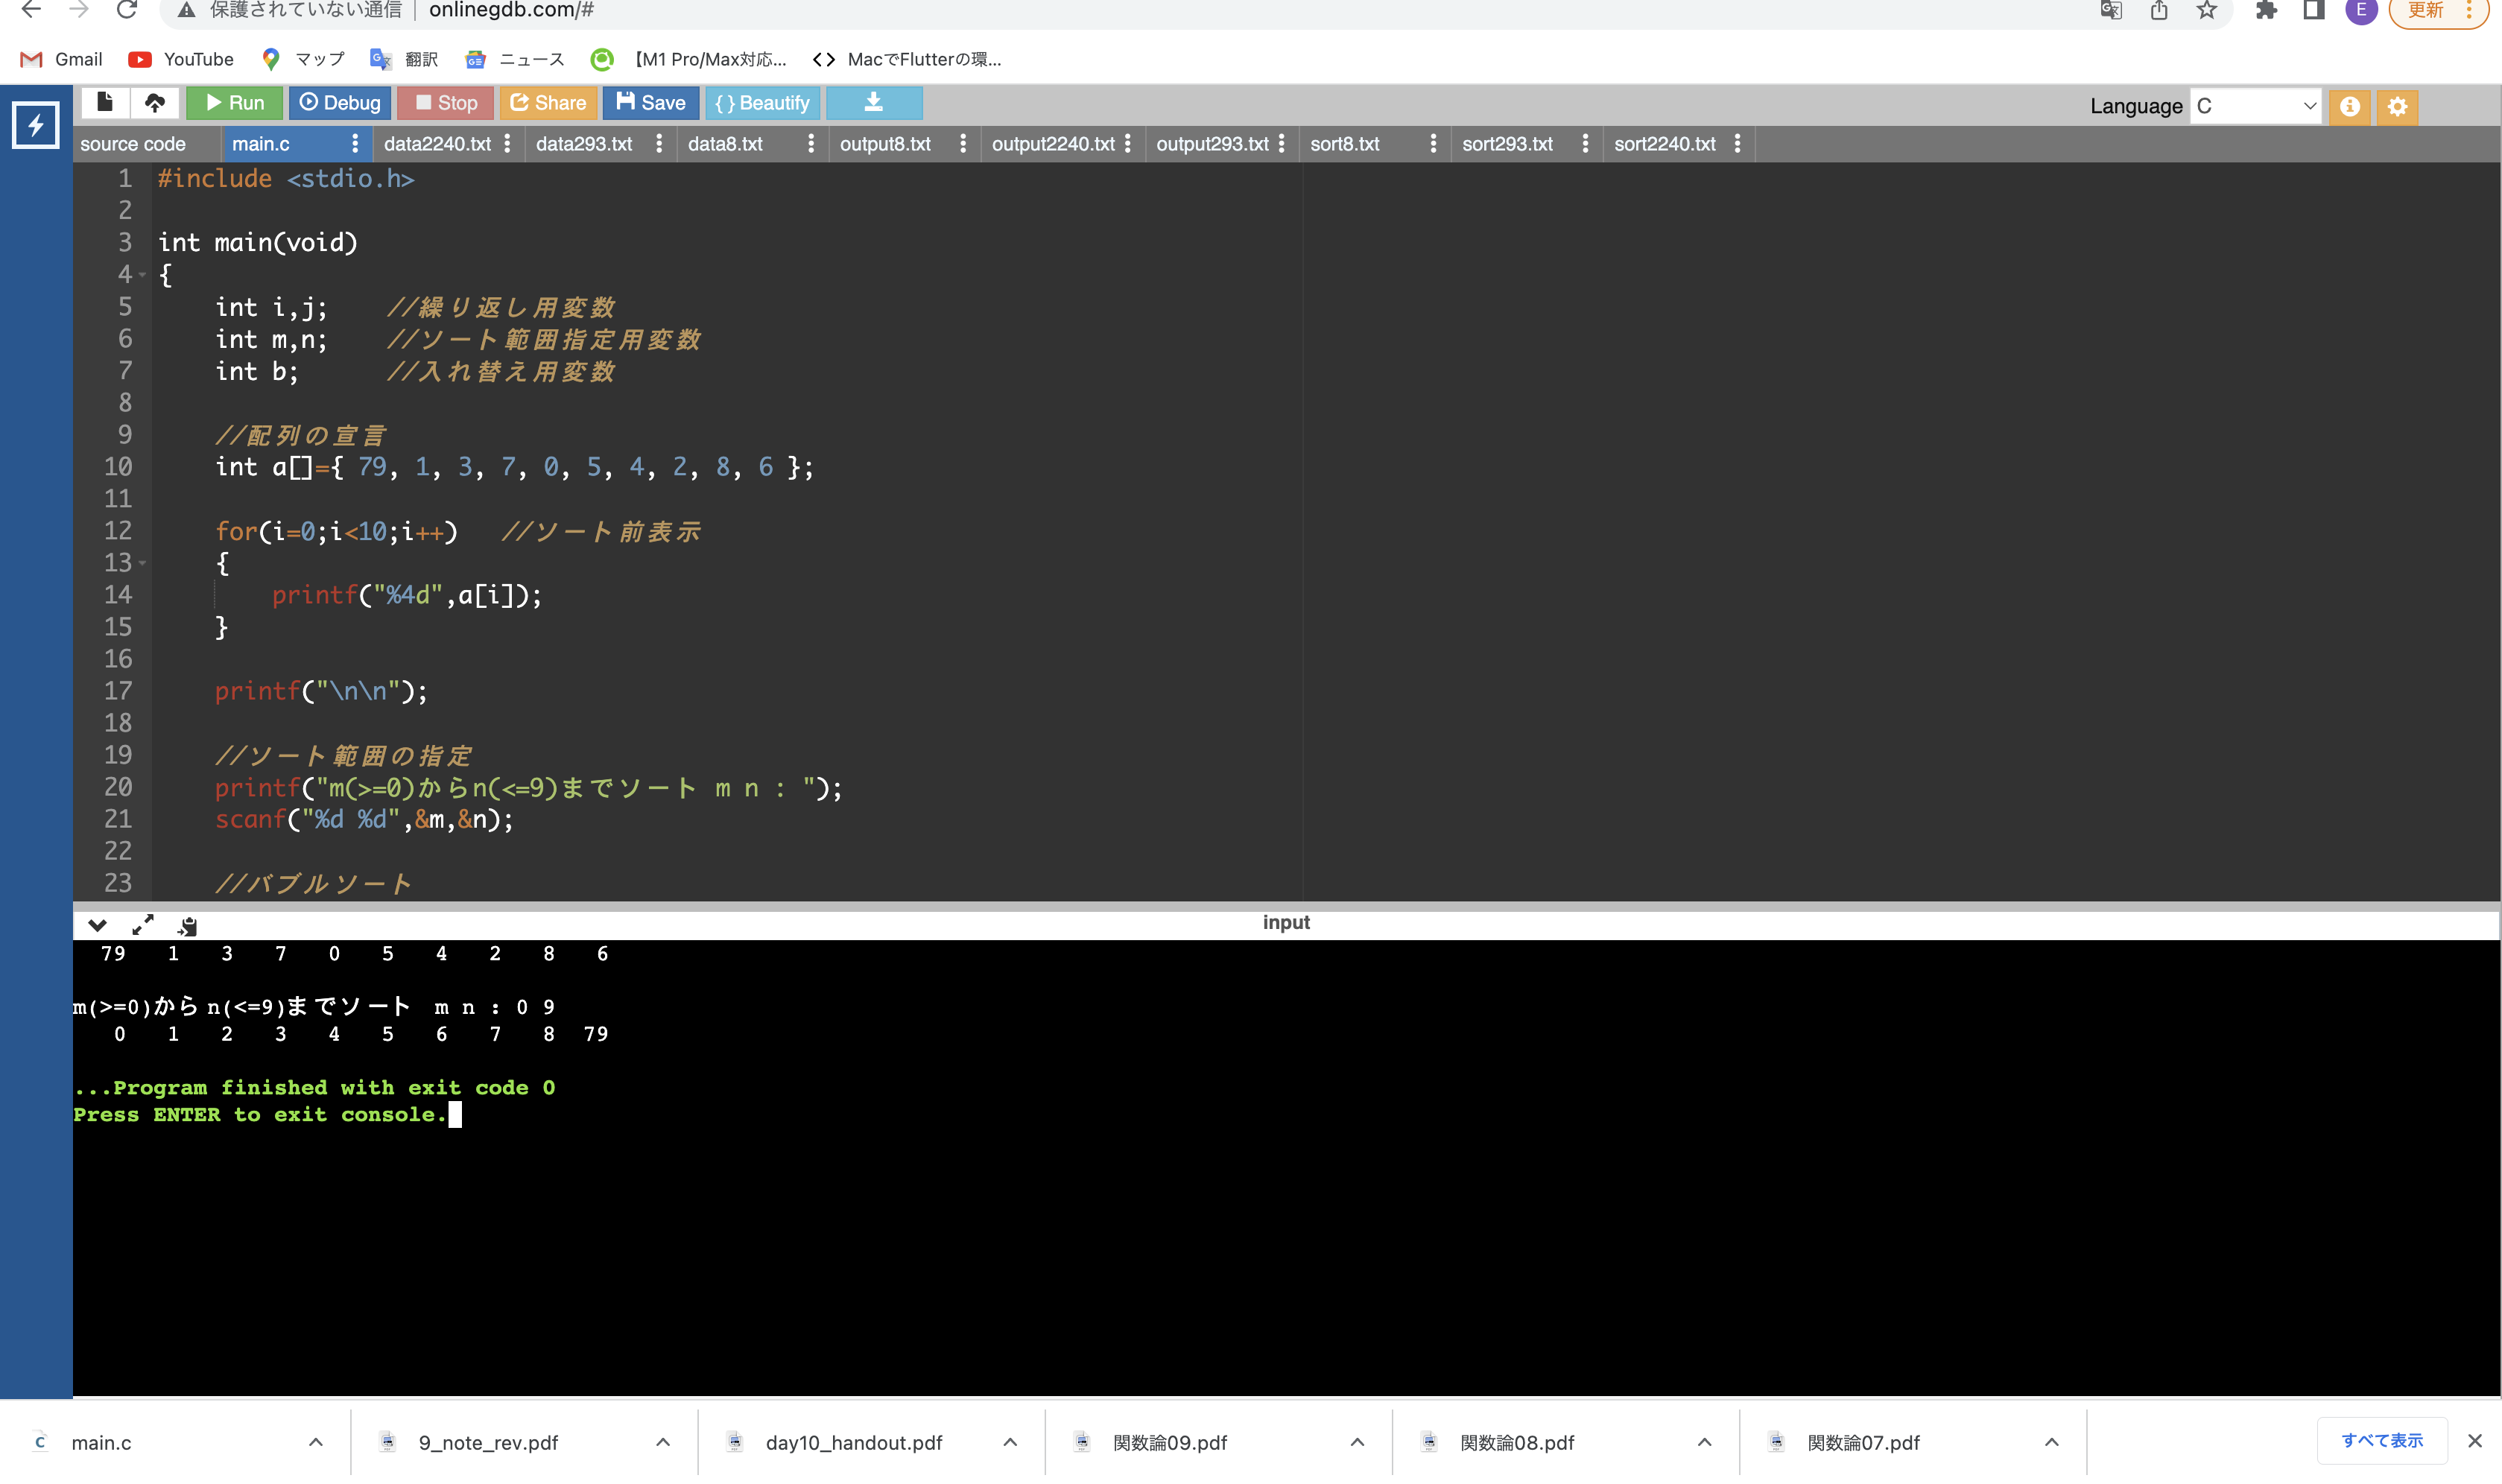 保護されていない通信 | onlinegdb.com/#
更新
E
Gmail YouTube マップ 翻訳 ニュース 【M1 Pro/Max対応... MacでFlutterの環...
Run Debug Stop Share Save {} Beautify
Language C
source code main.c data2240.txt data293.txt data8.txt output8.txt output2240.txt output293.txt sort8.txt sort293.txt sort2240.txt
1 #include <stdio.h>
2
3 int main(void)
4 {
5 int i,j; //繰り返し用変数
6 int m,n; //ソート範囲指定用変数
7 int b; //入れ替え用変数
8
9 //配列の宣言
10 int a[]={ 79, 1, 3, 7, 0, 5, 4, 2, 8, 6 };
11
12 for(i=0;i<10;i++) //ソート前表示
13 {
14 printf("%4d",a[i]);
15 }
16
17 printf("\n\n");
18
19 //ソート範囲の指定
20 printf("m(>=0)からn(<=9)までソート m n : ");
21 scanf("%d %d",&m,&n);
22
23 //バブルソート
input
79 1 3 7 0 5 4 2 8 6
m(>=0)からn(<=9)までソート m n : 0 9
0 1 2 3 4 5 6 7 8 79
...Program finished with exit code 0
Press ENTER to exit console.
main.c 9_note_rev.pdf day10_handout.pdf 関数論09.pdf 関数論08.pdf 関数論07.pdf すべて表示